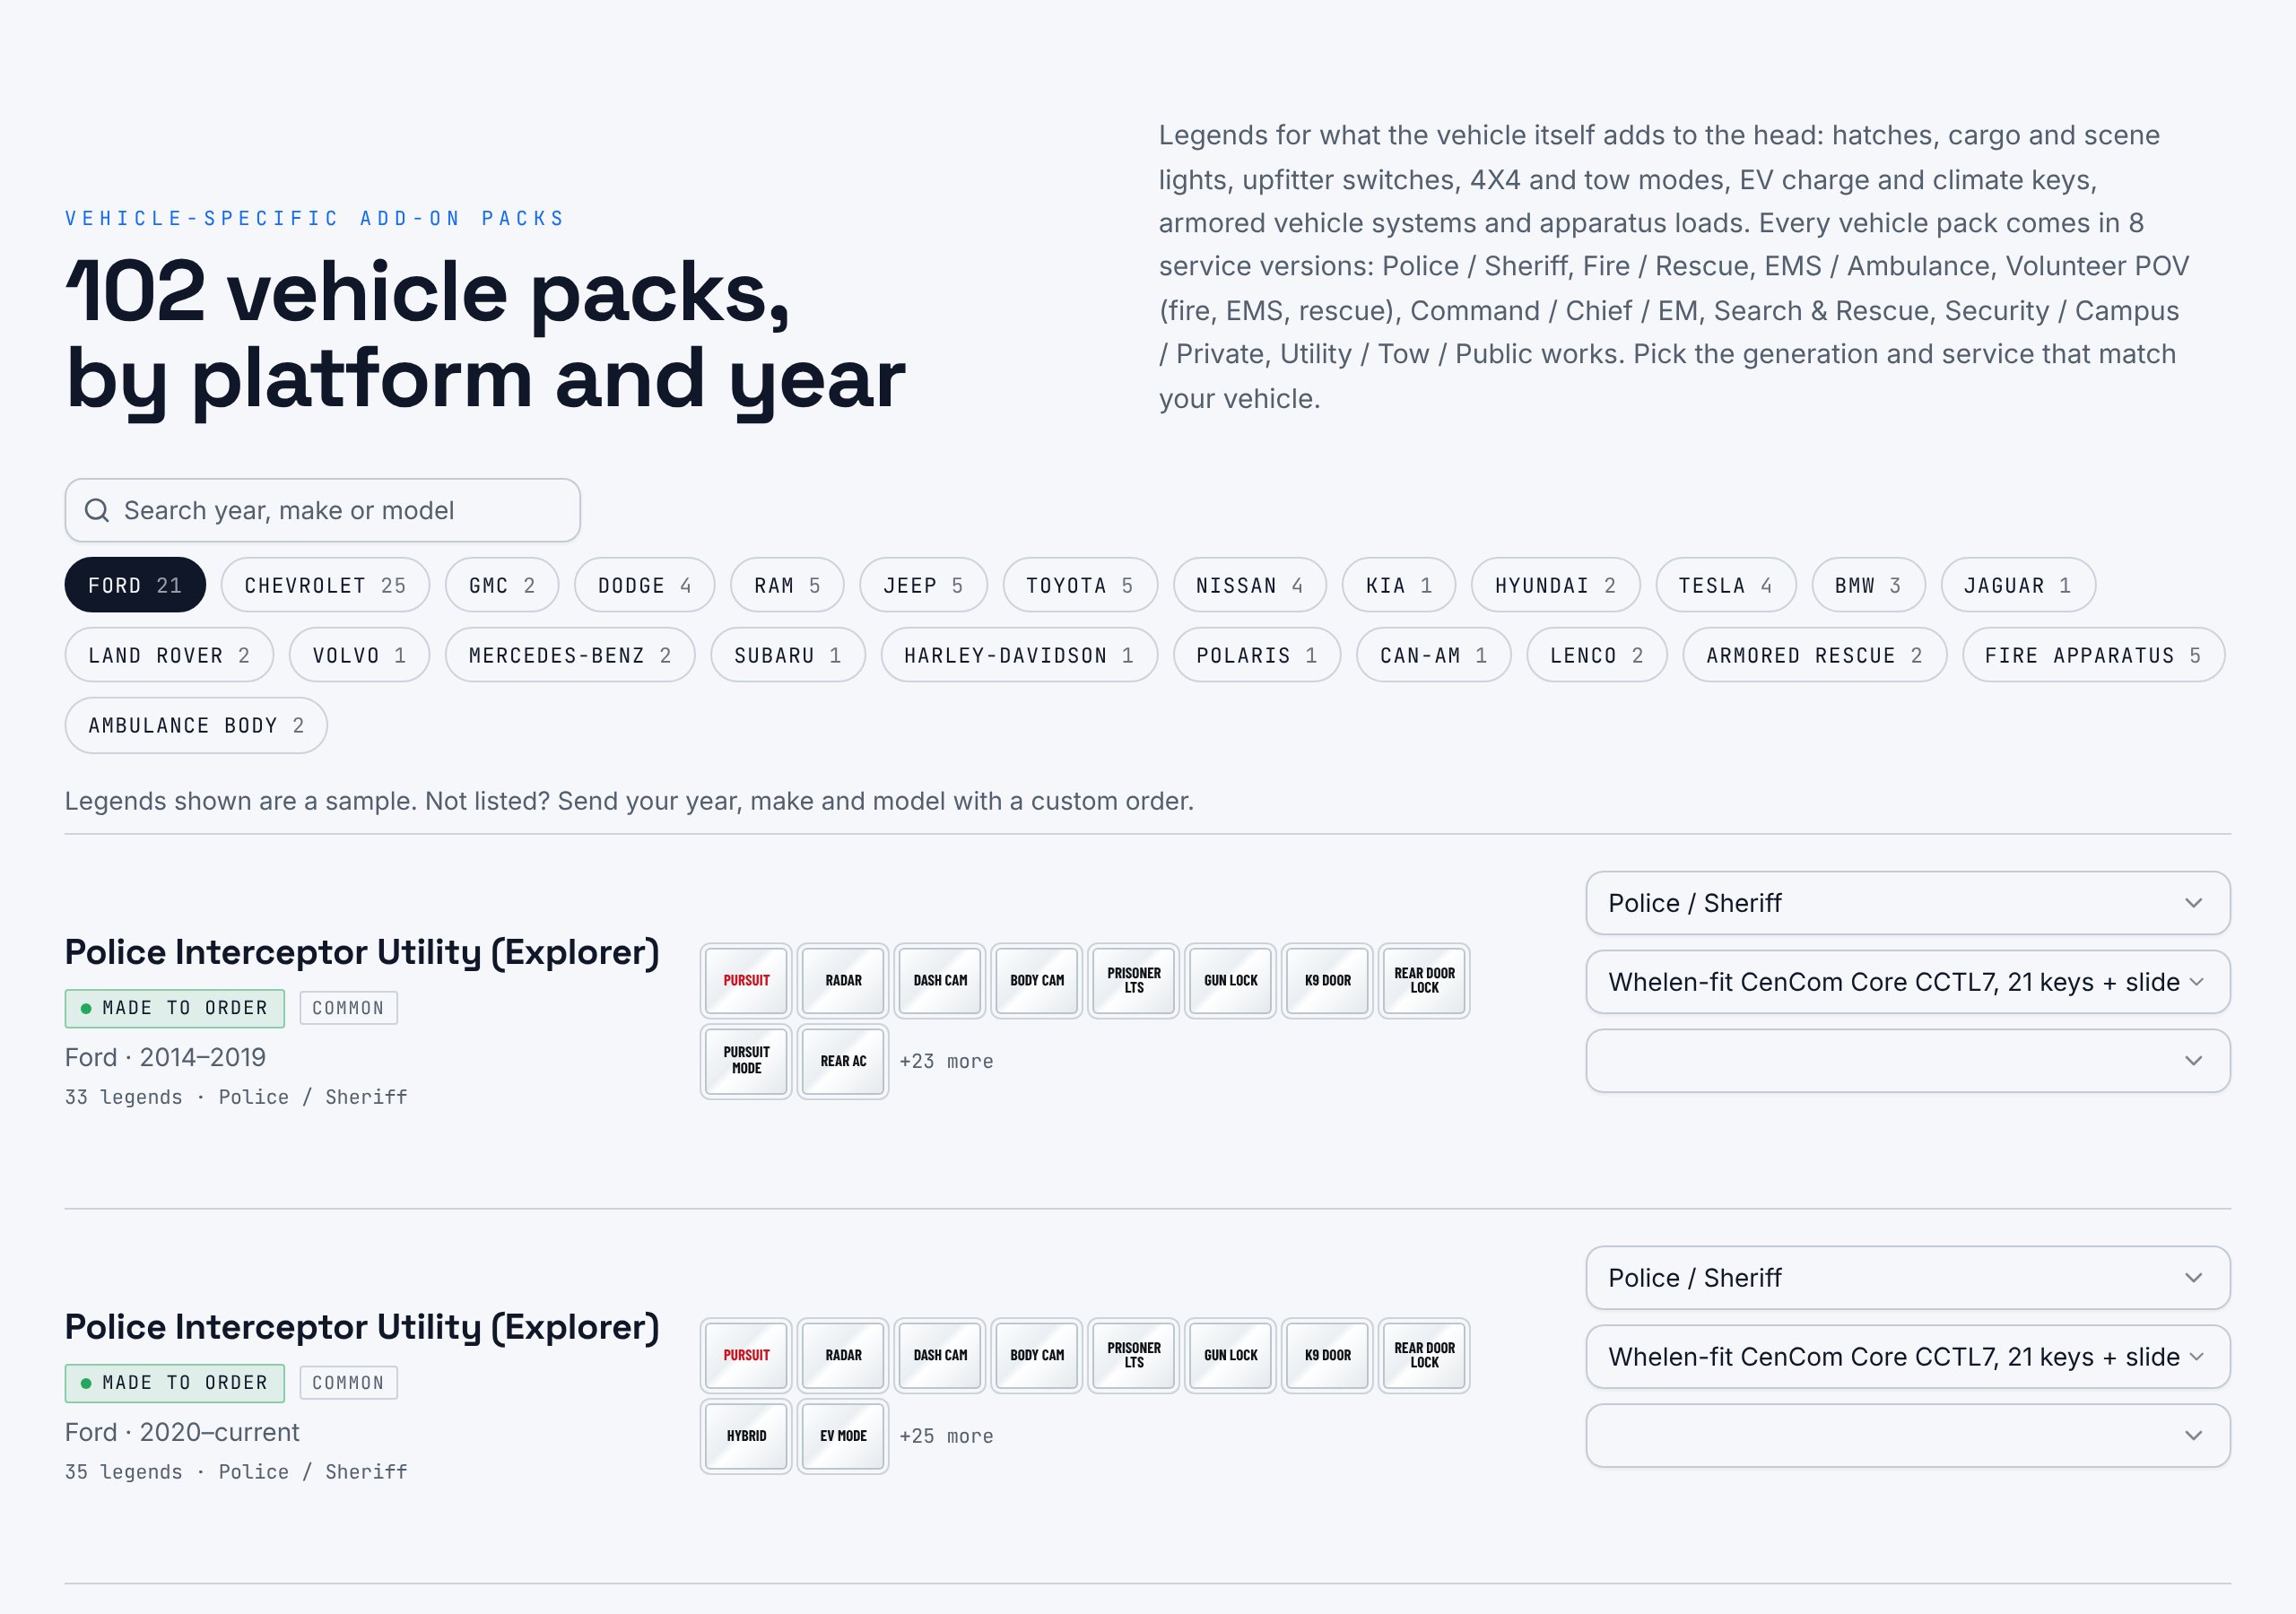 VEHICLE-SPECIFIC ADD-ON PACKS
102 vehicle packs,
by platform and year
Legends for what the vehicle itself adds to the head: hatches, cargo and scene
lights, upfitter switches, 4X4 and tow modes, EV charge and climate keys,
armored vehicle systems and apparatus loads. Every vehicle pack comes in 8
service versions: Police / Sheriff, Fire / Rescue, EMS / Ambulance, Volunteer POV
(fire, EMS, rescue), Command / Chief / EM, Search & Rescue, Security / Campus
/ Private, Utility / Tow / Public works. Pick the generation and service that match
your vehicle.
Search year, make or model
FORD 21 CHEVROLET 25 GMC 2 DODGE 4 RAM 5 JEEP 5 TOYOTA 5 NISSAN 4 KIA 1 HYUNDAI 2 TESLA 4 BMW 3 JAGUAR 1
LAND ROVER 2 VOLVO 1 MERCEDES-BENZ 2 SUBARU 1 HARLEY-DAVIDSON 1 POLARIS 1 CAN-AM 1 LENCO 2 ARMORED RESCUE 2 FIRE APPARATUS 5
AMBULANCE BODY 2
Legends shown are a sample. Not listed? Send your year, make and model with a custom order.
Police Interceptor Utility (Explorer)
MADE TO ORDER COMMON
Ford · 2014–2019
33 legends · Police / Sheriff
PURSUIT RADAR DASH CAM BODY CAM PRISONER LTS GUN LOCK K9 DOOR REAR DOOR LOCK
PURSUIT MODE REAR AC +23 more
Police / Sheriff
Whelen-fit CenCom Core CCTL7, 21 keys + slide
Police Interceptor Utility (Explorer)
MADE TO ORDER COMMON
Ford · 2020–current
35 legends · Police / Sheriff
PURSUIT RADAR DASH CAM BODY CAM PRISONER LTS GUN LOCK K9 DOOR REAR DOOR LOCK
HYBRID EV MODE +25 more
Police / Sheriff
Whelen-fit CenCom Core CCTL7, 21 keys + slide